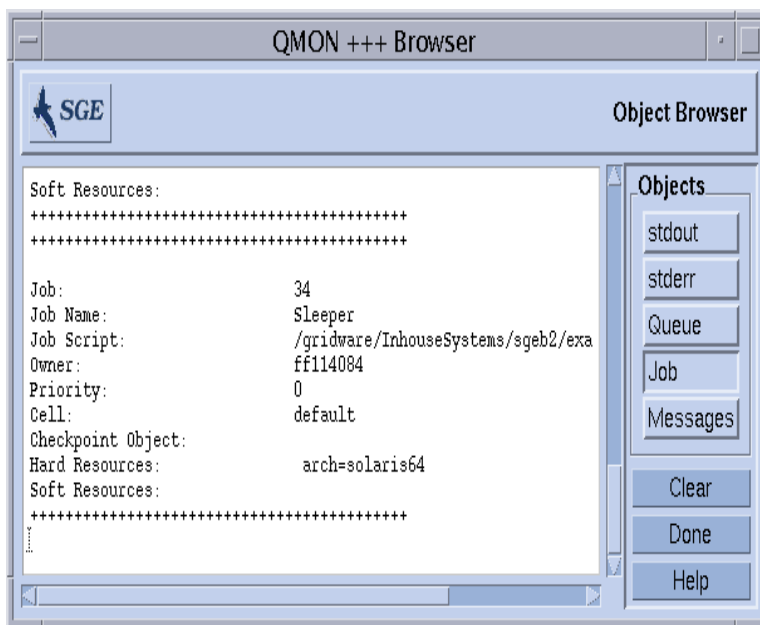 QMON +++ Browser
SGE
Object Browser
Soft Resources:
+++++++++++++++++++++++++++++++++++++++++++
+++++++++++++++++++++++++++++++++++++++++++
Job: 34
Job Name: Sleeper
Job Script: /gridware/InhouseSystems/sgeb2/exa
Owner: ff114084
Priority: 0
Cell: default
Checkpoint Object:
Hard Resources: arch=solaris64
Soft Resources:
+++++++++++++++++++++++++++++++++++++++++++
Objects
stdout
stderr
Queue
Job
Messages
Clear
Done
Help